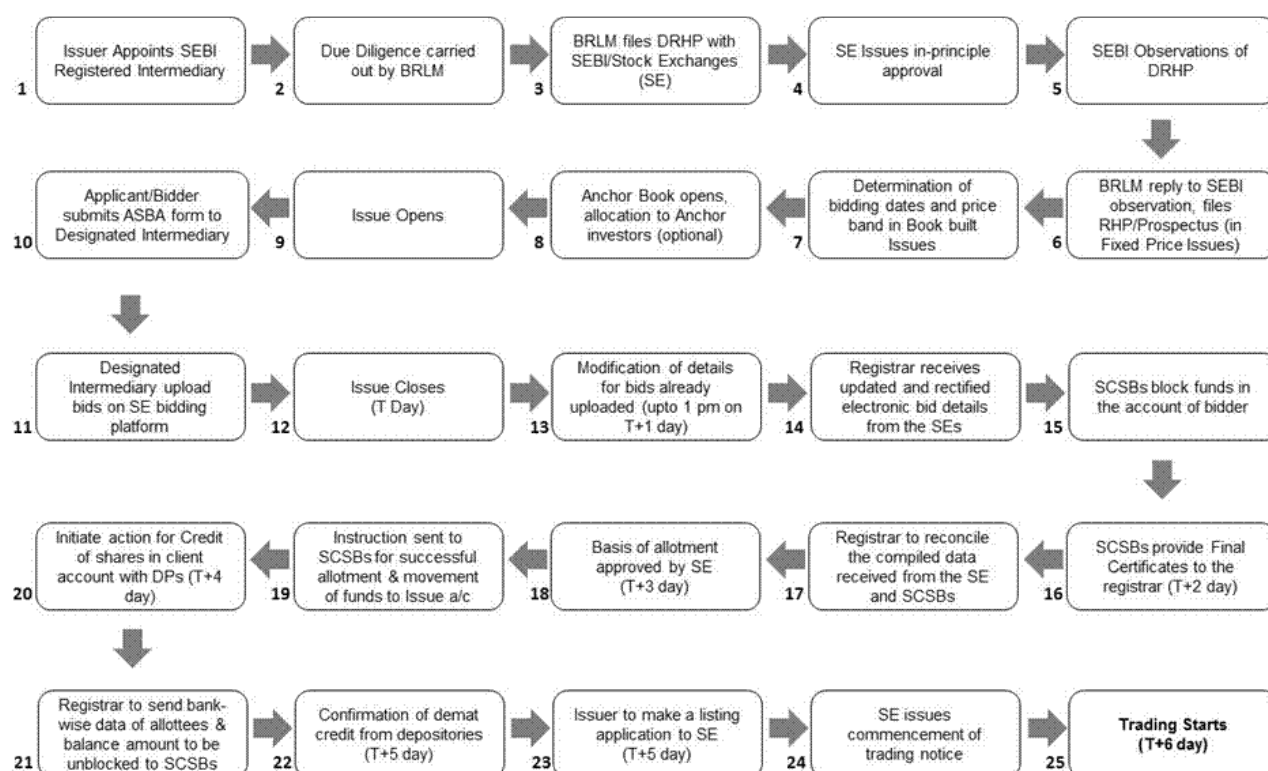 Issuer Appoints SEBI
Registered Intermediary
1
Due Diligence carried
out by BRLM
2
BRLM files DRHP with
SEBI/Stock Exchanges
(SE)
3
SE Issues in-principle
approval
4
SEBI Observations of
DRHP
5
BRLM reply to SEBI
observation, files
RHP/Prospectus (in
Fixed Price Issues)
6
Determination of
bidding dates and price
band in Book built
Issues
7
Anchor Book opens,
allocation to Anchor
investors (optional)
8
Issue Opens
9
Applicant/Bidder
submits ASBA form to
Designated Intermediary
10
Designated
Intermediary upload
bids on SE bidding
platform
11
Issue Closes
(T Day)
12
Modification of details
for bids already
uploaded (upto 1 pm on
T+1 day)
13
Registrar receives
updated and rectified
electronic bid details
from the SEs
14
SCSBs block funds in
the account of bidder
15
SCSBs provide Final
Certificates to the
registrar (T+2 day)
16
Registrar to reconcile
the compiled data
received from the SE
and SCSBs
17
Basis of allotment
approved by SE
(T+3 day)
18
Instruction sent to
SCSBs for successful
allotment & movement
of funds to Issue a/c
19
Initiate action for Credit
of shares in client
account with DPs (T+4
day)
20
Registrar to send bank-
wise data of allottees &
balance amount to be
unblocked to SCSBs
21
Confirmation of demat
credit from depositories
(T+5 day)
22
Issuer to make a listing
application to SE
(T+5 day)
23
SE issues
commencement of
trading notice
24
Trading Starts
(T+6 day)
25